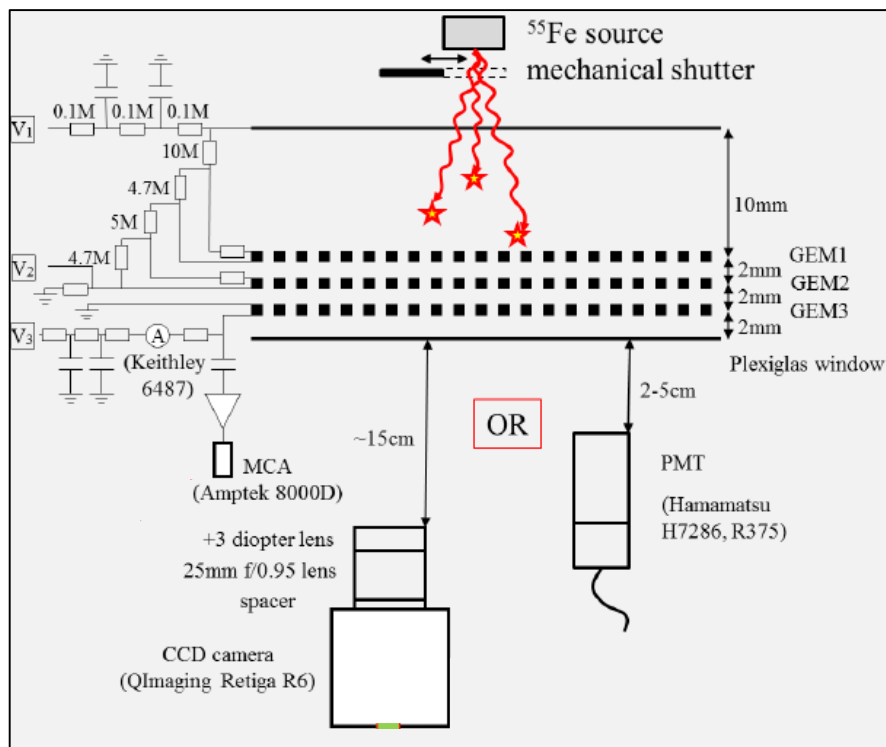 ⁵⁵Fe source
mechanical shutter
0.1M 0.1M 0.1M
V₁
10M
4.7M
5M
4.7M
V₂
V₃
A
(Keithley
6487)
MCA
(Amptek 8000D)
10mm
GEM1
2mm
GEM2
2mm
GEM3
2mm
Plexiglas window
~15cm
OR
2-5cm
PMT
(Hamamatsu
H7286, R375)
+3 diopter lens
25mm f/0.95 lens
spacer
CCD camera
(QImaging Retiga R6)